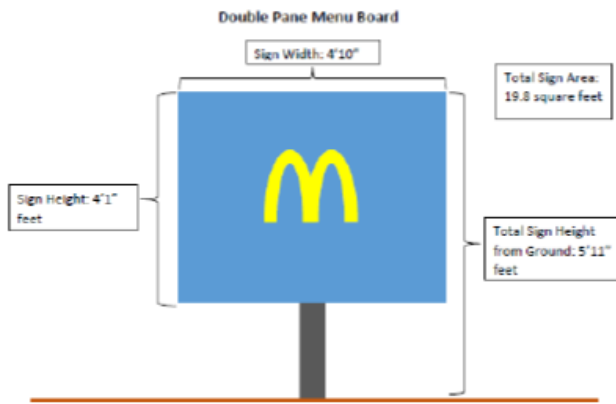 Double Pane Menu Board
Sign Width: 4'10"
Total Sign Area:
19.8 square feet
Sign Height: 4'1"
feet
Total Sign Height
from Ground: 5'11"
feet